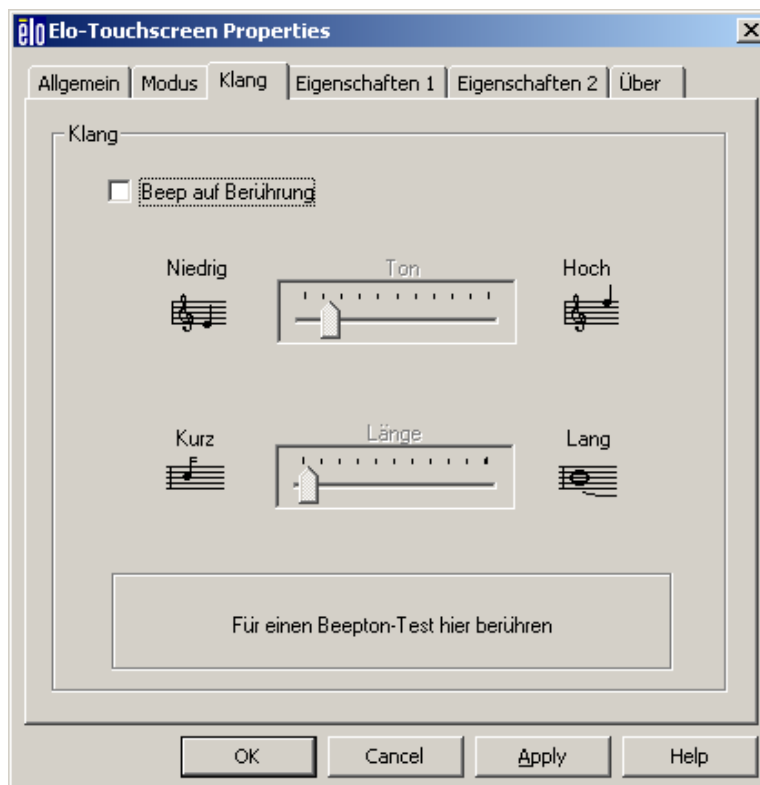 ēlo Elo-Touchscreen Properties
Allgemein Modus Klang Eigenschaften 1 Eigenschaften 2 Über
Klang
Beep auf Berührung
Niedrig Ton Hoch
Kurz Länge Lang
Für einen Beepton-Test hier berühren
OK Cancel Apply Help